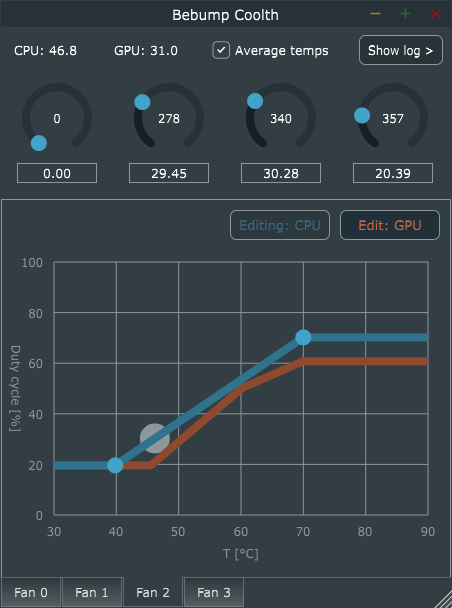 Bebump Coolth
CPU: 46.8 GPU: 31.0 Average temps Show log >
0 278 340 357
0.00 29.45 30.28 20.39
Editing: CPU Edit: GPU
100
80
60
40
20
0
Duty cycle [%]
30 40 50 60 70 80 90
T [°C]
Fan 0 Fan 1 Fan 2 Fan 3